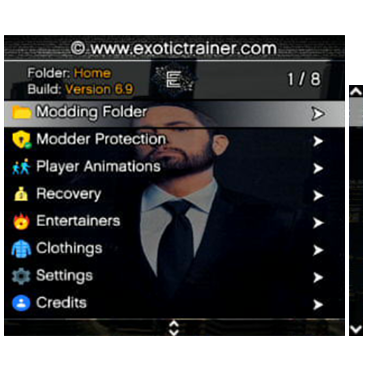 © www.exotictrainer.com
Folder: Home
Build: Version 6.9
E
1 / 8
Modding Folder
Modder Protection
Player Animations
Recovery
Entertainers
Clothings
Settings
Credits